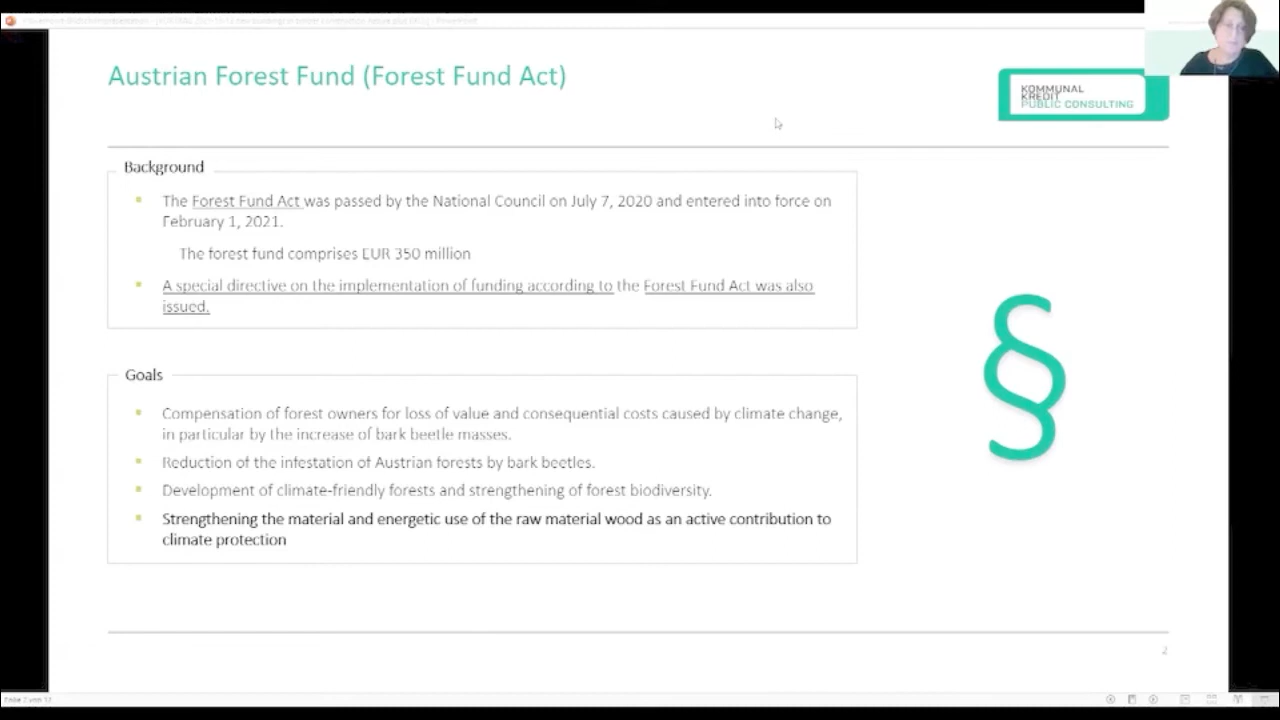 Austrian Forest Fund (Forest Fund Act)
KOMMUNAL
KREDIT
PUBLIC CONSULTING
Background
The Forest Fund Act was passed by the National Council on July 7, 2020 and entered into force on
February 1, 2021.
The forest fund comprises EUR 350 million
A special directive on the implementation of funding according to the Forest Fund Act was also
issued.
§
Goals
Compensation of forest owners for loss of value and consequential costs caused by climate change,
in particular by the increase of bark beetle masses.
Reduction of the infestation of Austrian forests by bark beetles.
Development of climate-friendly forests and strengthening of forest biodiversity.
Strengthening the material and energetic use of the raw material wood as an active contribution to
climate protection
2